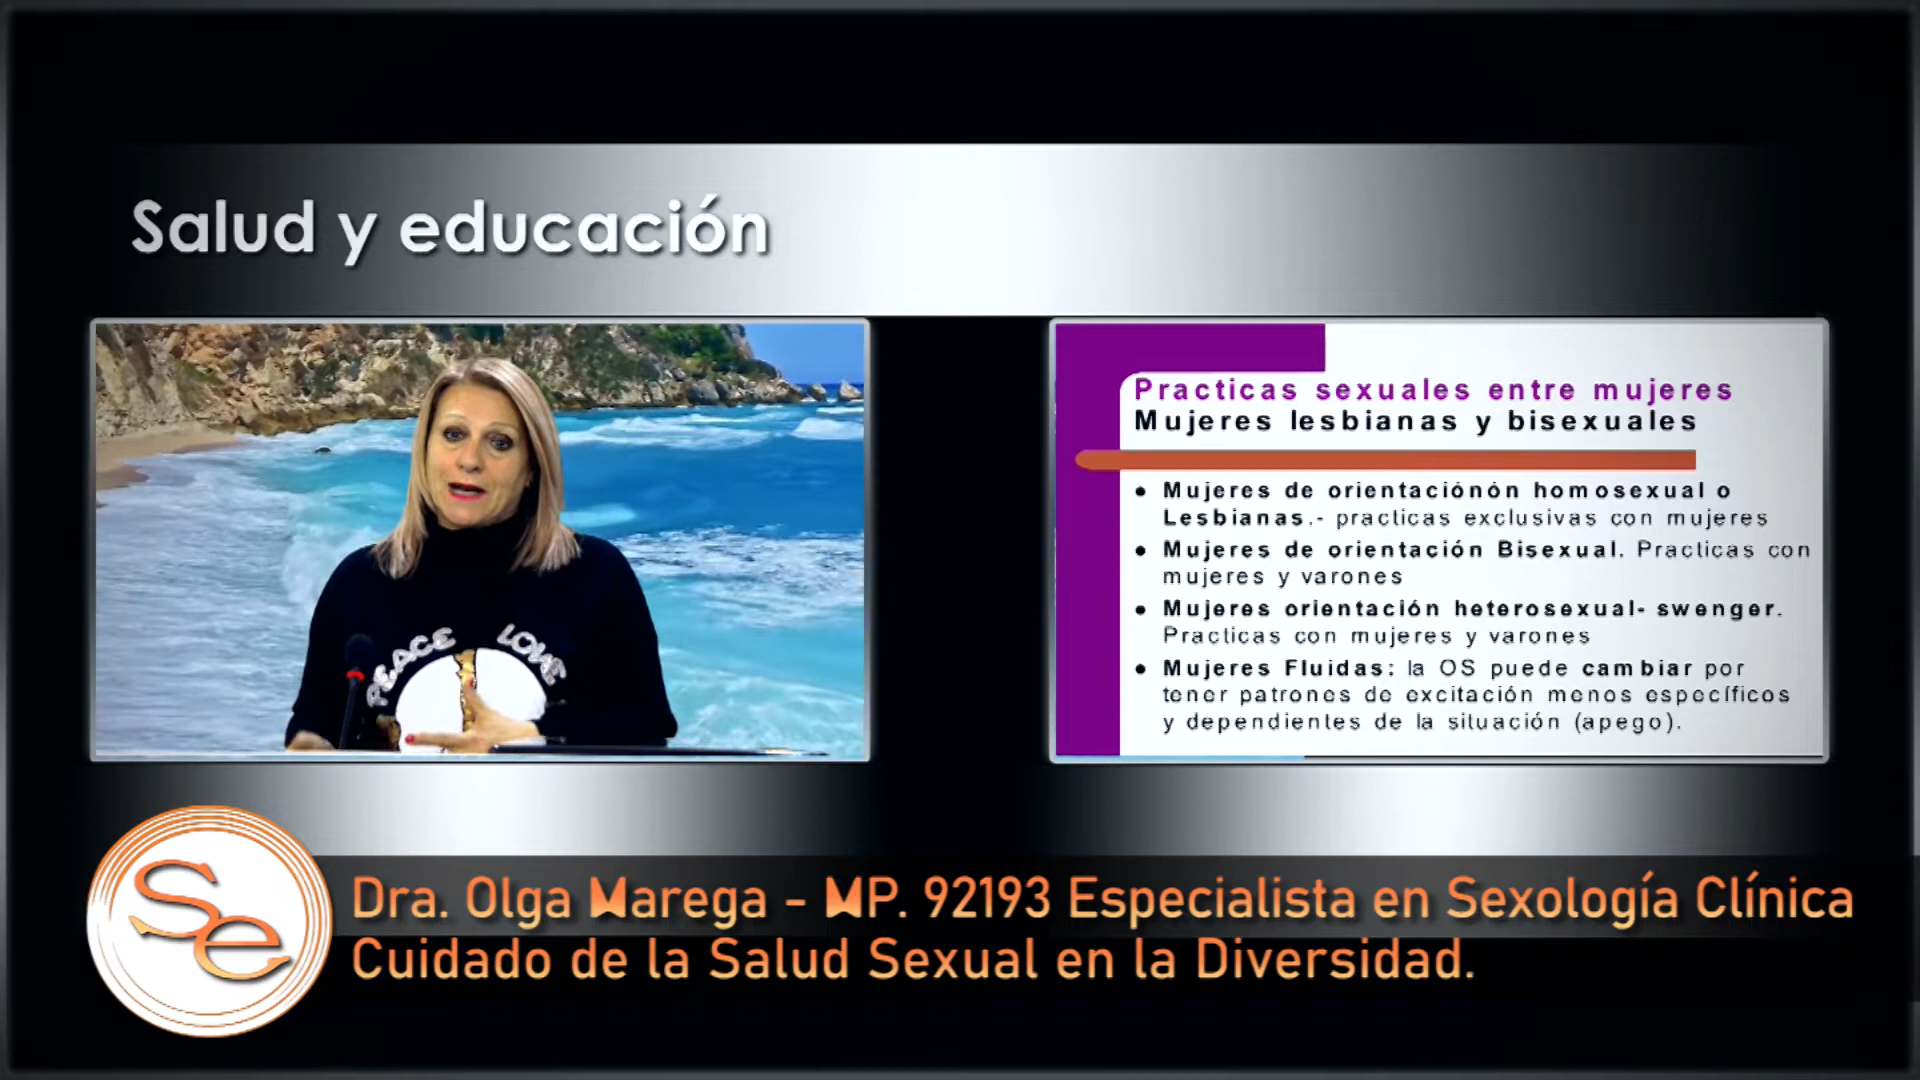 Salud y educación
PEACE LOVE
Practicas sexuales entre mujeres
Mujeres lesbianas y bisexuales
• Mujeres de orientaciónón homosexual o
Lesbianas.- practicas exclusivas con mujeres
• Mujeres de orientación Bisexual. Practicas con
mujeres y varones
• Mujeres orientación heterosexual- swenger.
Practicas con mujeres y varones
• Mujeres Fluidas: la OS puede cambiar por
tener patrones de excitación menos específicos
y dependientes de la situación (apego).
Se
Dra. Olga Marega - MP. 92193 Especialista en Sexología Clínica
Cuidado de la Salud Sexual en la Diversidad.